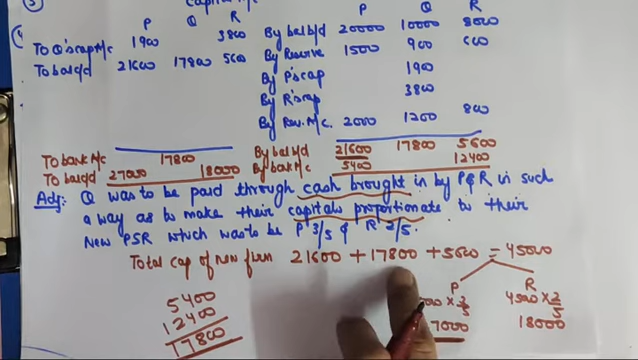 ③ Capital A/c
P Q R P Q R
To Q's cap A/c 1900 3800 By bal b/d 20000 10000 8000
To bal c/d 21600 17800 5600 By Reserve 1500 900 600
By P's cap 1900
By R's cap 3800
By Rev. A/c. 2000 1200 800
21600 17800 5600
To bank A/c 17800 By bal b/d
To bal c/d 27000 18000 By bank A/c 5400 12400
Adj: Q was to be paid through cash brought in by P & R in such
a way as to make their capitals proportionate to their
New PSR which was to be P 3/5 & R 2/5.
Total cap of new firm 21600 + 17800 + 5600 = 45000
P R
5400 45000 × 2/5
12400 7000 18000
17800